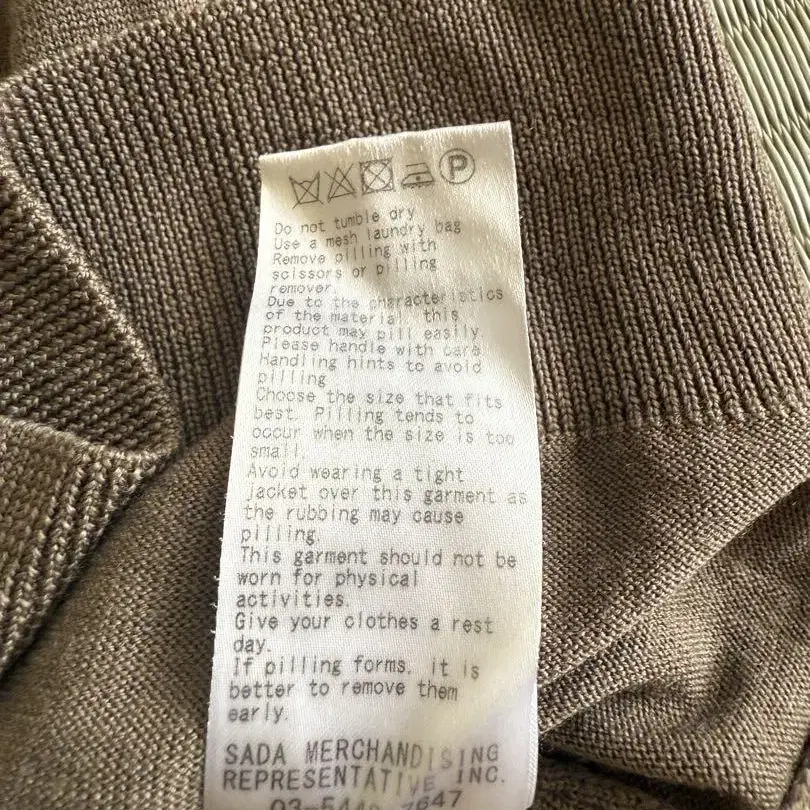 P
Do not tumble dry
Use a mesh laundry bag
Remove pilling with
scissors or pilling
remover.
Due to the characteristics
of the material, this
product may pill easily.
Please handle with care
Handling hints to avoid
pilling
Choose the size that fits
best. Pilling tends to
occur when the size is too
small.
Avoid wearing a tight
jacket over this garment as
the rubbing may cause
pilling.
This garment should not be
worn for physical
activities.
Give your clothes a rest
day.
If pilling forms, it is
better to remove them
early.
SADA MERCHANDISING
REPRESENTATIVE INC.
7647